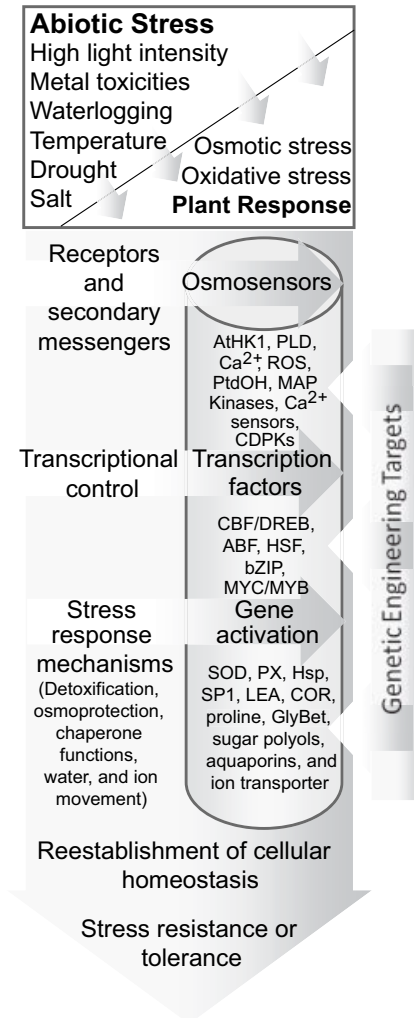 Abiotic Stress
High light intensity
Metal toxicities
Waterlogging
Temperature
Drought
Salt
Osmotic stress
Oxidative stress
Plant Response
Receptors
and
secondary
messengers
Osmosensors
AtHK1, PLD,
Ca2+, ROS,
PtdOH, MAP
Kinases, Ca2+
sensors,
CDPKs
Transcriptional
control
Transcription
factors
CBF/DREB,
ABF, HSF,
bZIP,
MYC/MYB
Stress
response
mechanisms
(Detoxification,
osmoprotection,
chaperone
functions,
water, and ion
movement)
Gene
activation
SOD, PX, Hsp,
SP1, LEA, COR,
proline, GlyBet,
sugar polyols,
aquaporins, and
ion transporter
Genetic Engineering Targets
Reestablishment of cellular
homeostasis
Stress resistance or
tolerance